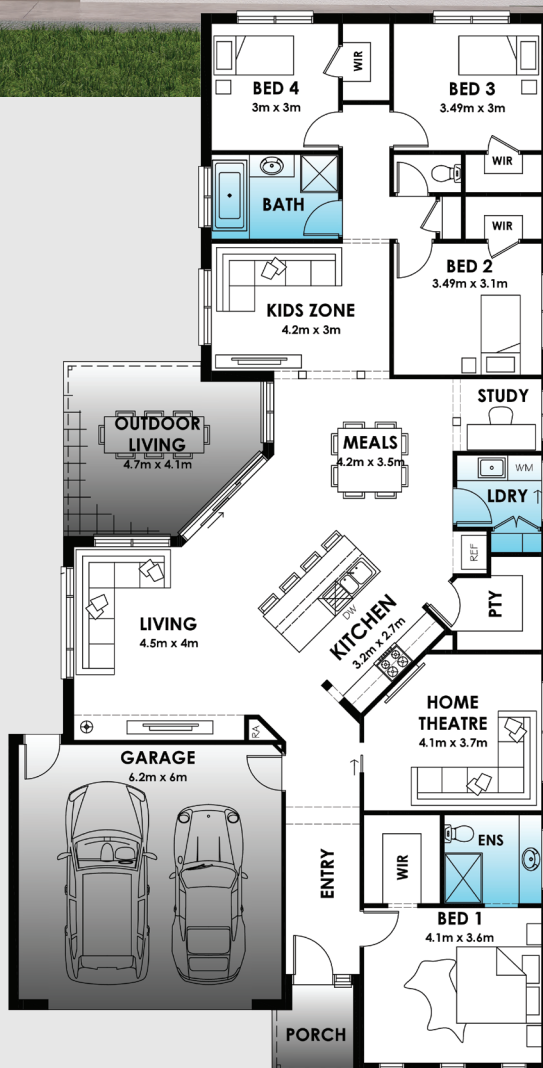 WIR
BED 4
3m x 3m
BED 3
3.49m x 3m
WIR
BATH
WIR
BED 2
3.49m x 3.1m
KIDS ZONE
4.2m x 3m
STUDY
OUTDOOR
LIVING
4.7m x 4.1m
MEALS
4.2m x 3.5m
WM
LDRY
REF
PTY
DW
KITCHEN
3.2m x 2.7m
LIVING
4.5m x 4m
HOME
THEATRE
4.1m x 3.7m
RA
GARAGE
6.2m x 6m
ENS
WIR
ENTRY
BED 1
4.1m x 3.6m
PORCH